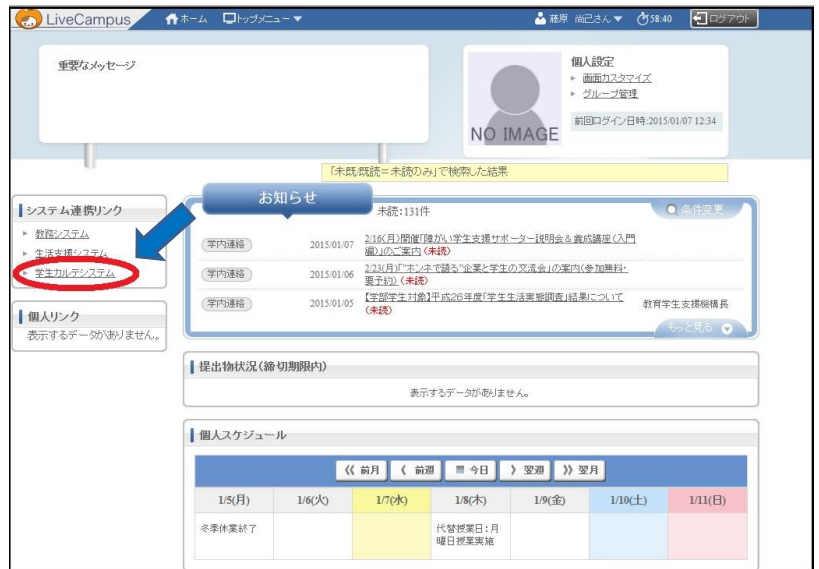 LiveCampus ホーム トップメニュー▼ 藤原 尚己さん▼ 58:40 ログアウト
重要なメッセージ
個人設定
画面カスタマイズ
グループ管理
前回ログイン日時:2015/01/07 12:34
NO IMAGE
「未既/既読=未読のみ」で検索した結果
システム連携リンク
教務システム
生活支援システム
学生カルテシステム
個人リンク
表示するデータがありません。
お知らせ 未読:131件 条件変更
学内連絡 2015/01/07 2/16(月)開催「障がい学生支援サポーター説明会&養成講座(入門
編)」のご案内(未読)
学内連絡 2015/01/06 2/23(月)「"ホンネで語る"企業と学生の交流会」の案内(参加無料・
要予約)(未読)
学内連絡 2015/01/05 【学部学生対象】平成26年度「学生生活実態調査」結果について 教育学生支援機構長
(未読)
もっと見る
提出物状況(締切期限内)
表示するデータがありません。
個人スケジュール
《 前月 〈 前週 ■ 今日 〉 翌週 》 翌月
1/5(月) 1/6(火) 1/7(水) 1/8(木) 1/9(金) 1/10(土) 1/11(日)
冬季休業終了 代替授業日:月
曜日授業実施